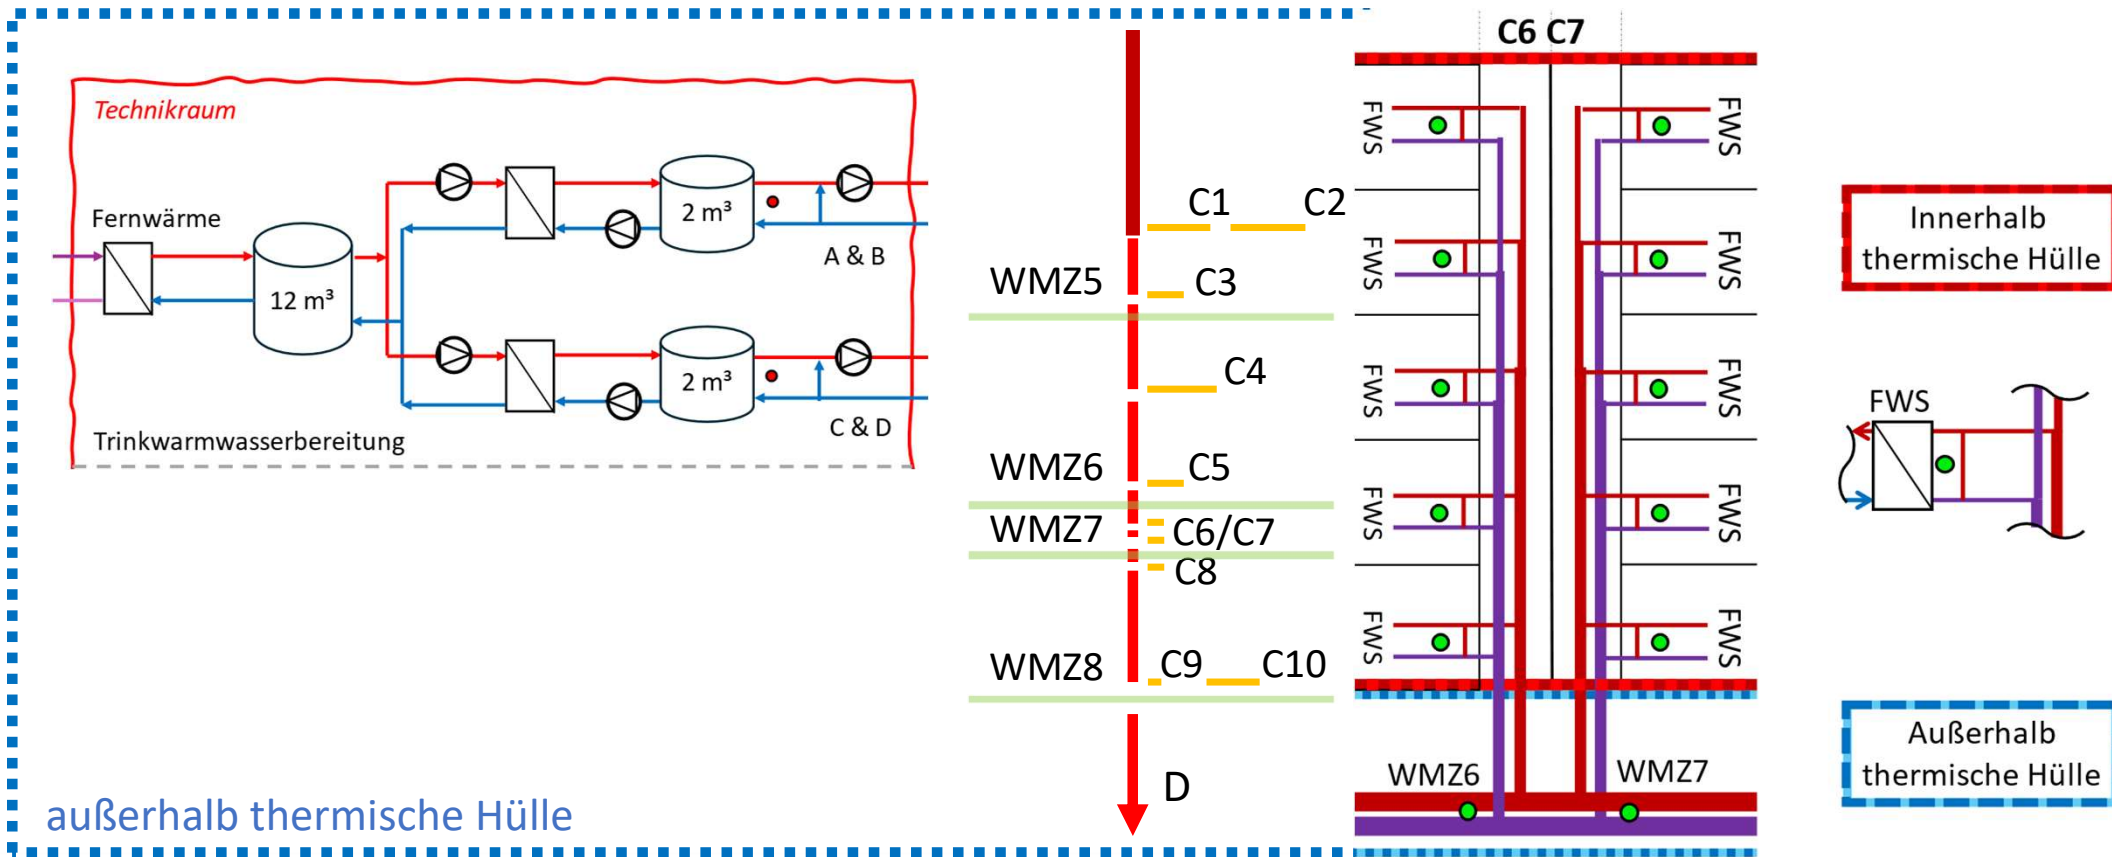 Technikraum
Fernwärme
12 m³
2 m³
A & B
2 m³
C & D
Trinkwarmwasserbereitung
außerhalb thermische Hülle
C1
C2
WMZ5
C3
C4
WMZ6
C5
WMZ7
C6/C7
C8
WMZ8
C9
C10
D
C6 C7
FWS
FWS
FWS
FWS
FWS
FWS
FWS
FWS
FWS
FWS
WMZ6
WMZ7
Innerhalb
thermische Hülle
FWS
Außerhalb
thermische Hülle